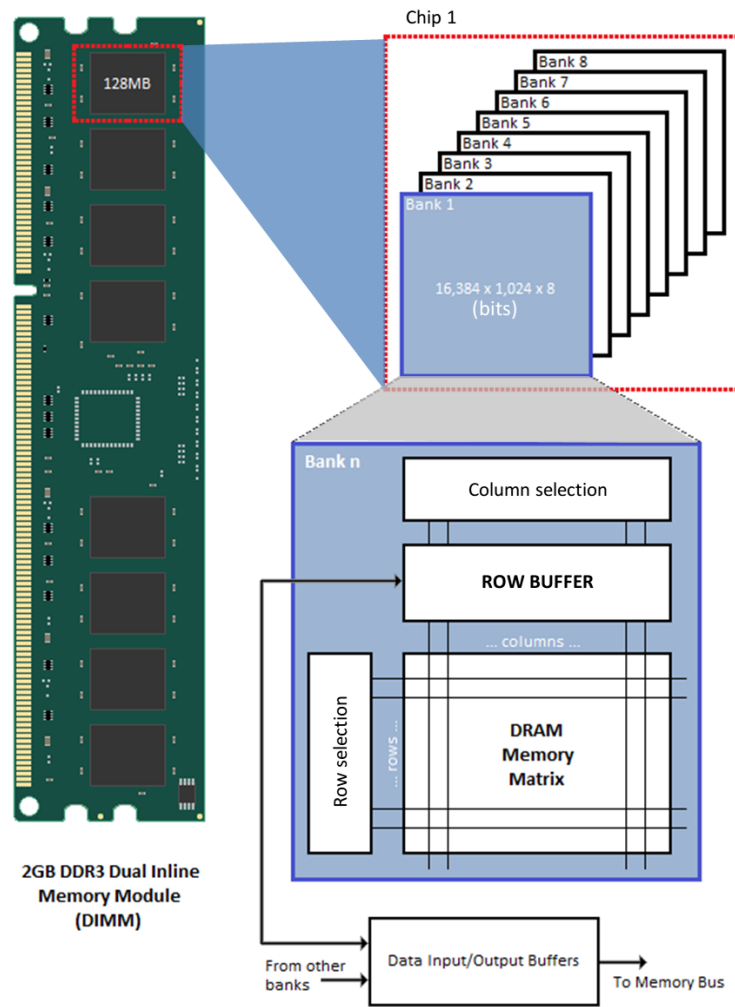 Chip 1
128MB
Bank 8
Bank 7
Bank 6
Bank 5
Bank 4
Bank 3
Bank 2
Bank 1
16,384 x 1,024 x 8
(bits)
Bank n
Column selection
ROW BUFFER
... columns ...
Row selection
... rows ...
DRAM
Memory
Matrix
2GB DDR3 Dual Inline
Memory Module
(DIMM)
From other
banks
Data Input/Output Buffers
To Memory Bus